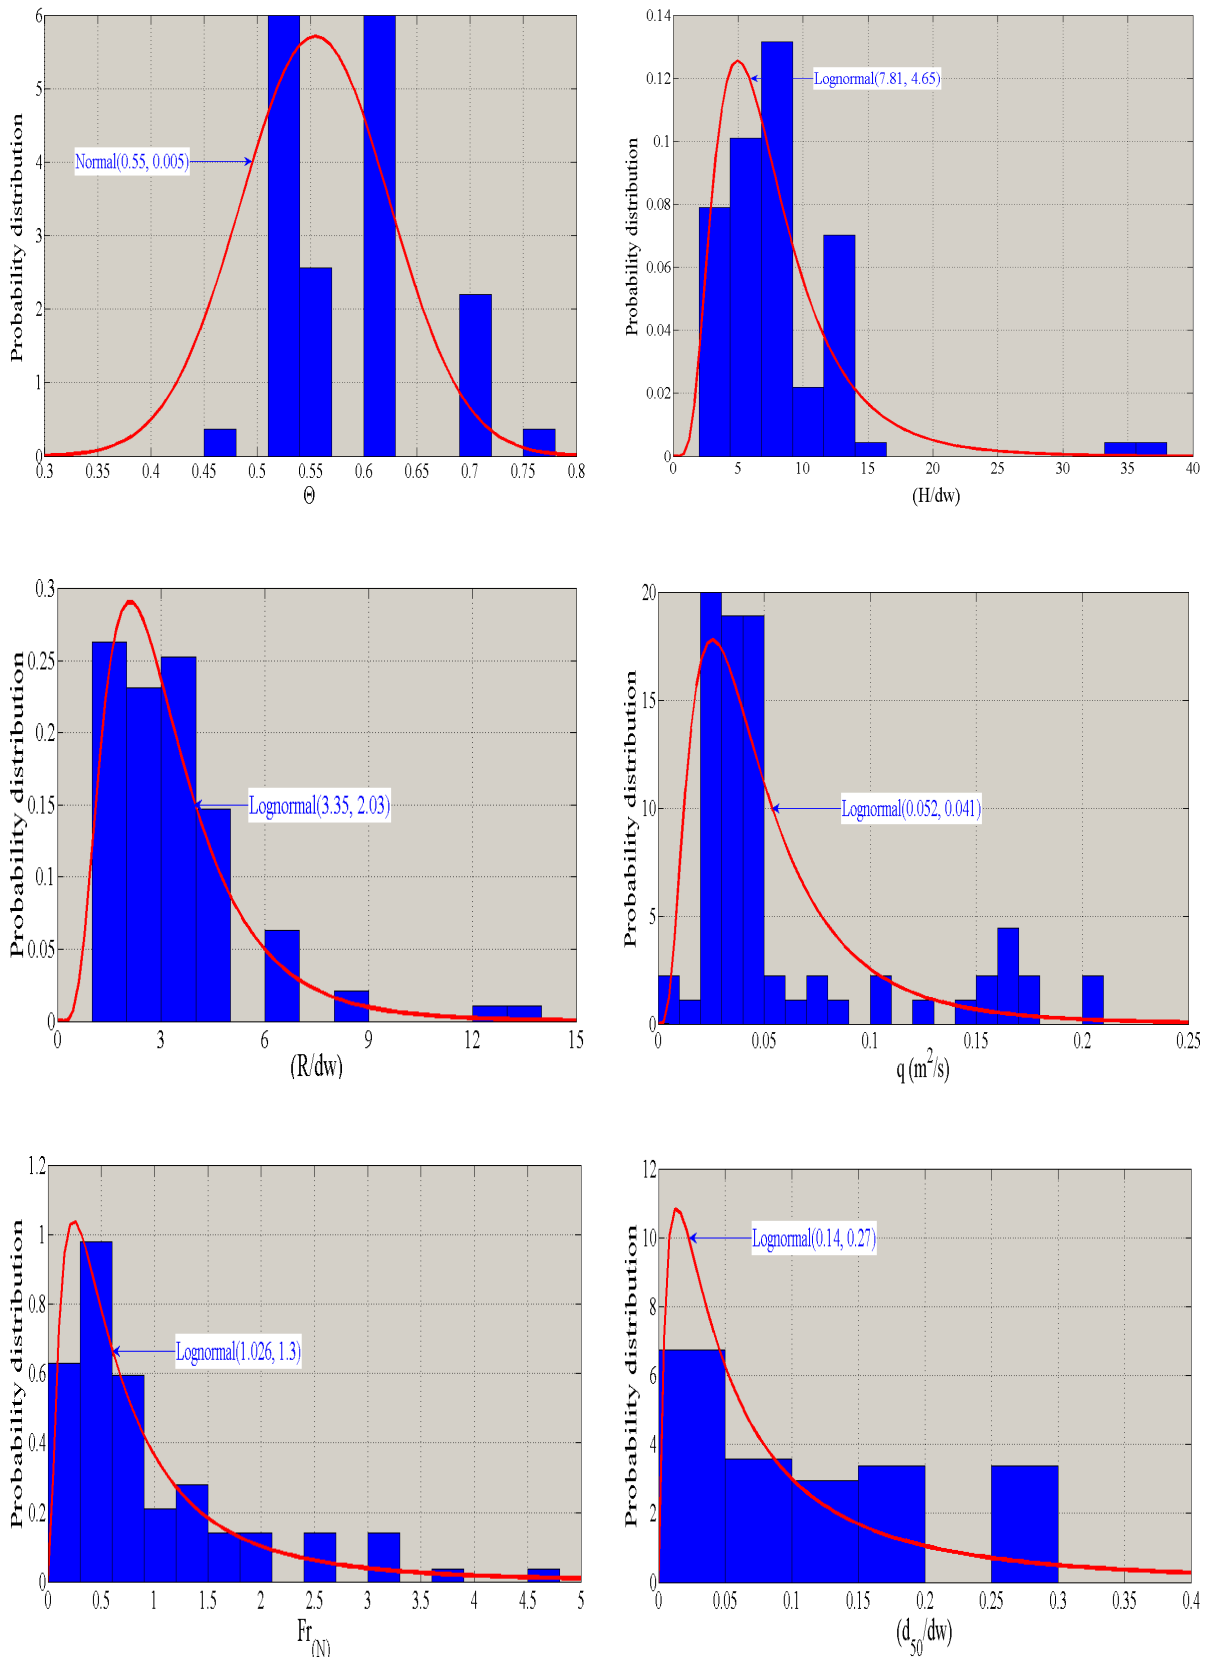 Probability distribution
6
5
4
3
2
1
0
Normal(0.55, 0.005)
0.3 0.35 0.4 0.45 0.5 0.55 0.6 0.65 0.7 0.75 0.8
Θ
Probability distribution
0.14
0.12
0.1
0.08
0.06
0.04
0.02
0
Lognormal(7.81, 4.65)
0 5 10 15 20 25 30 35 40
(H/dw)
Probability distribution
0.3
0.25
0.2
0.15
0.1
0.05
0
Lognormal(3.35, 2.03)
0 3 6 9 12 15
(R/dw)
Probability distribution
20
15
10
5
0
Lognormal(0.052, 0.041)
0 0.05 0.1 0.15 0.2 0.25
q (m²/s)
Probability distribution
1.2
1
0.8
0.6
0.4
0.2
0
Lognormal(1.026, 1.3)
0 0.5 1 1.5 2 2.5 3 3.5 4 4.5 5
Fr(N)
Probability distribution
12
10
8
6
4
2
0
Lognormal(0.14, 0.27)
0 0.05 0.1 0.15 0.2 0.25 0.3 0.35 0.4
(d50/dw)